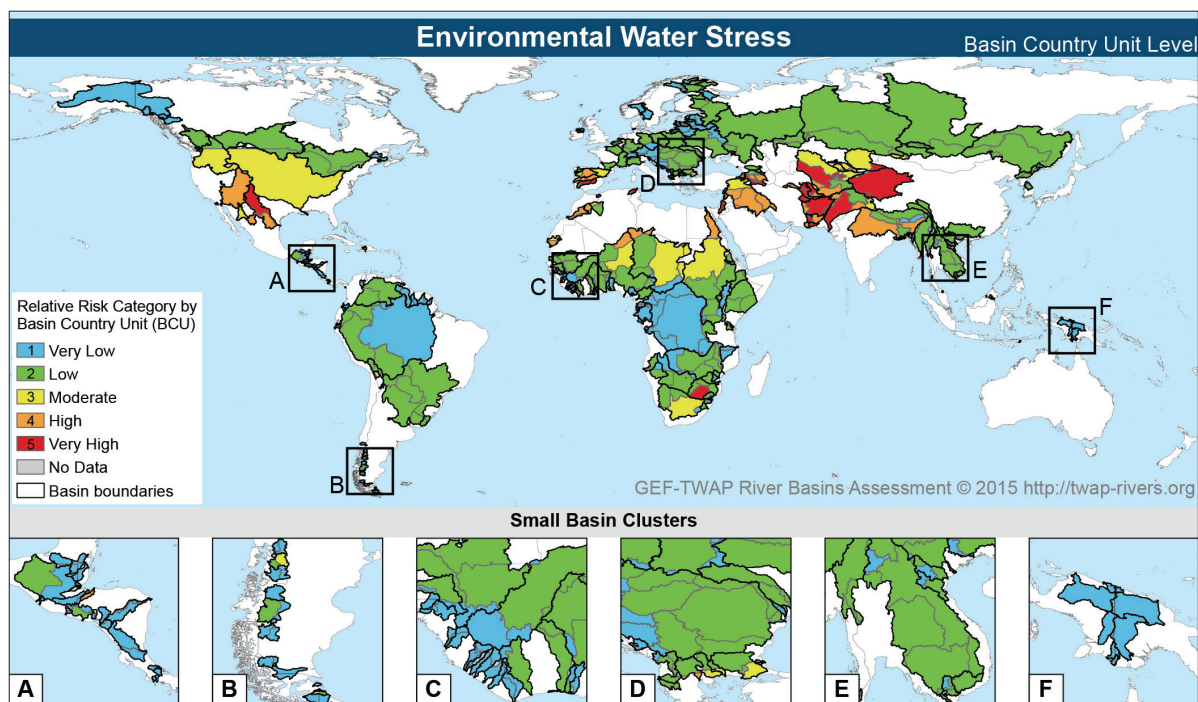 Environmental Water Stress
Basin Country Unit Level
A
B
C
D
E
F
Relative Risk Category by
Basin Country Unit (BCU)
1 Very Low
2 Low
3 Moderate
4 High
5 Very High
No Data
Basin boundaries
GEF-TWAP River Basins Assessment © 2015 http://twap-rivers.org
Small Basin Clusters
A
B
C
D
E
F